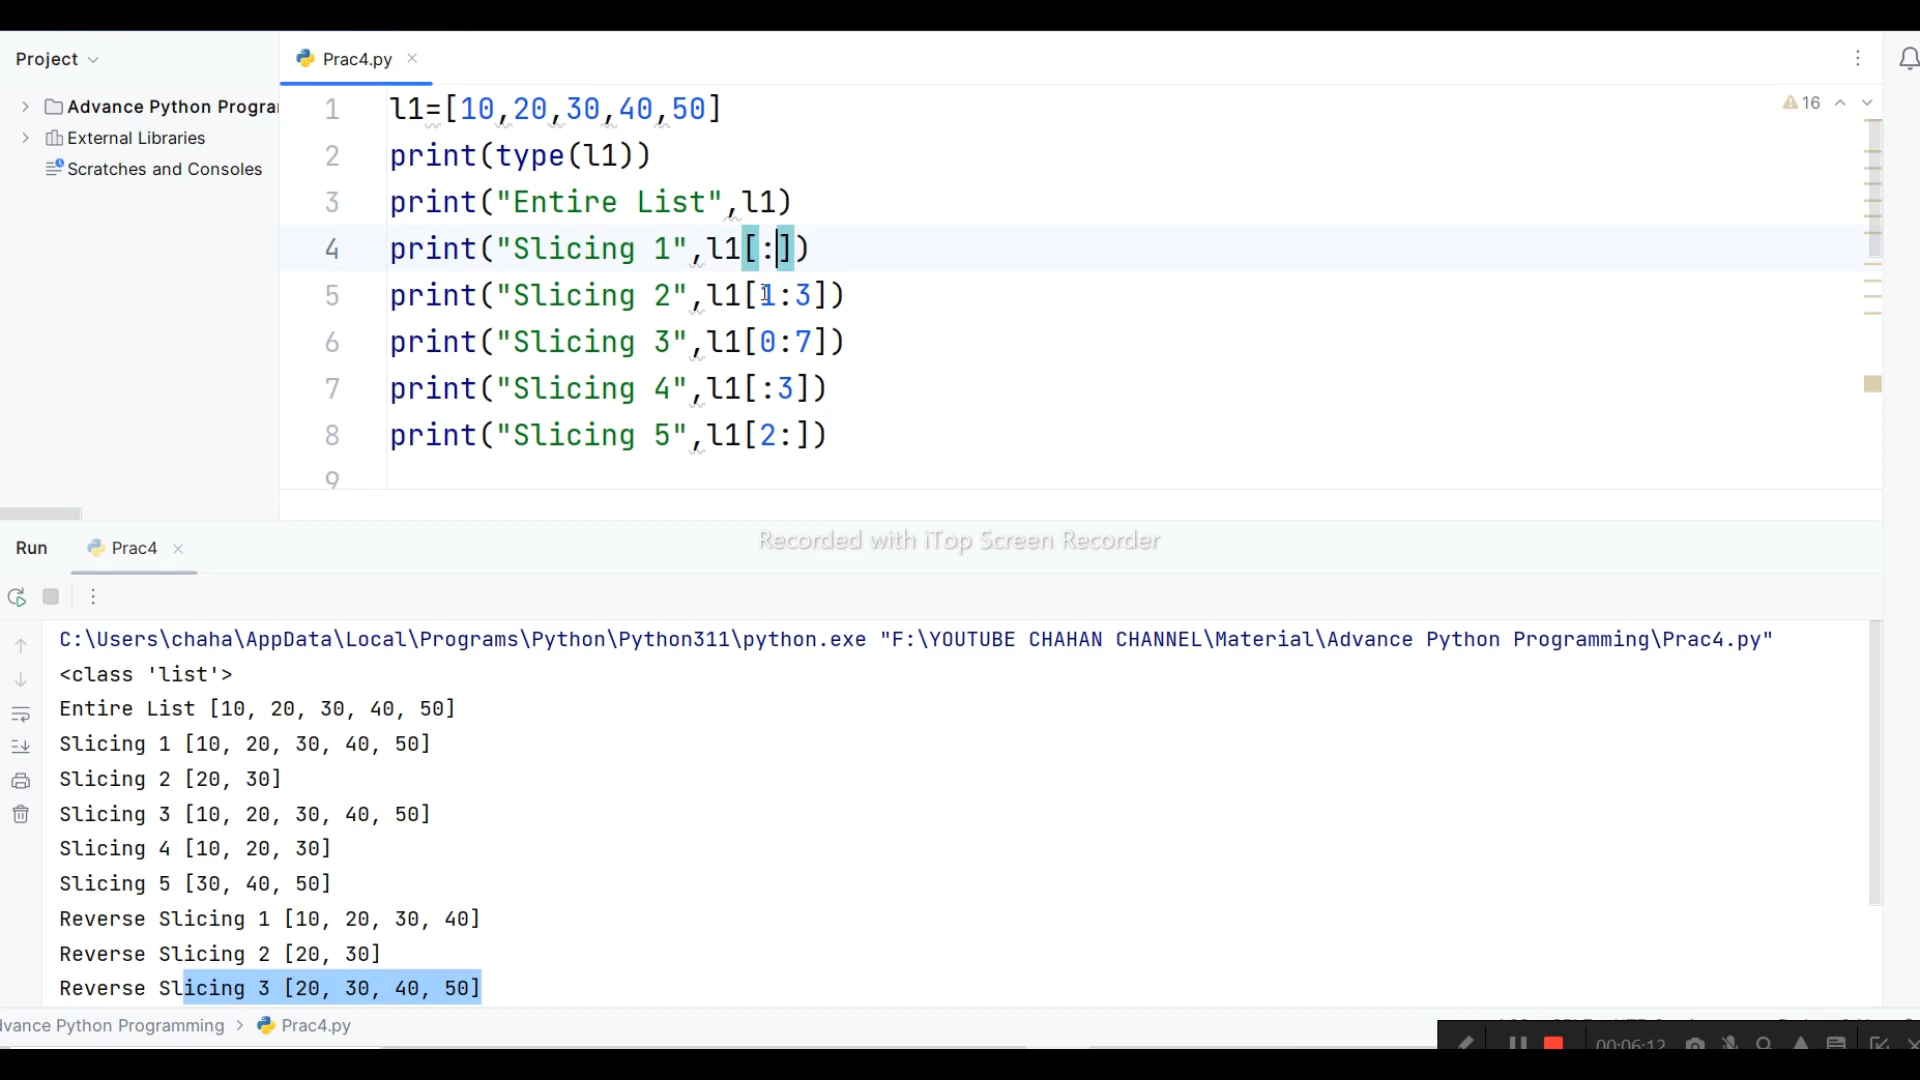 Project
Prac4.py
Advance Python Progra
External Libraries
Scratches and Consoles
16
1 l1=[10,20,30,40,50]
2 print(type(l1))
3 print("Entire List",l1)
4 print("Slicing 1",l1[:])
5 print("Slicing 2",l1[1:3])
6 print("Slicing 3",l1[0:7])
7 print("Slicing 4",l1[:3])
8 print("Slicing 5",l1[2:])
9
Recorded with iTop Screen Recorder
Run Prac4
C:\Users\chaha\AppData\Local\Programs\Python\Python311\python.exe "F:\YOUTUBE CHAHAN CHANNEL\Material\Advance Python Programming\Prac4.py"
<class 'list'>
Entire List [10, 20, 30, 40, 50]
Slicing 1 [10, 20, 30, 40, 50]
Slicing 2 [20, 30]
Slicing 3 [10, 20, 30, 40, 50]
Slicing 4 [10, 20, 30]
Slicing 5 [30, 40, 50]
Reverse Slicing 1 [10, 20, 30, 40]
Reverse Slicing 2 [20, 30]
Reverse Slicing 3 [20, 30, 40, 50]
dvance Python Programming > Prac4.py
00:06:12